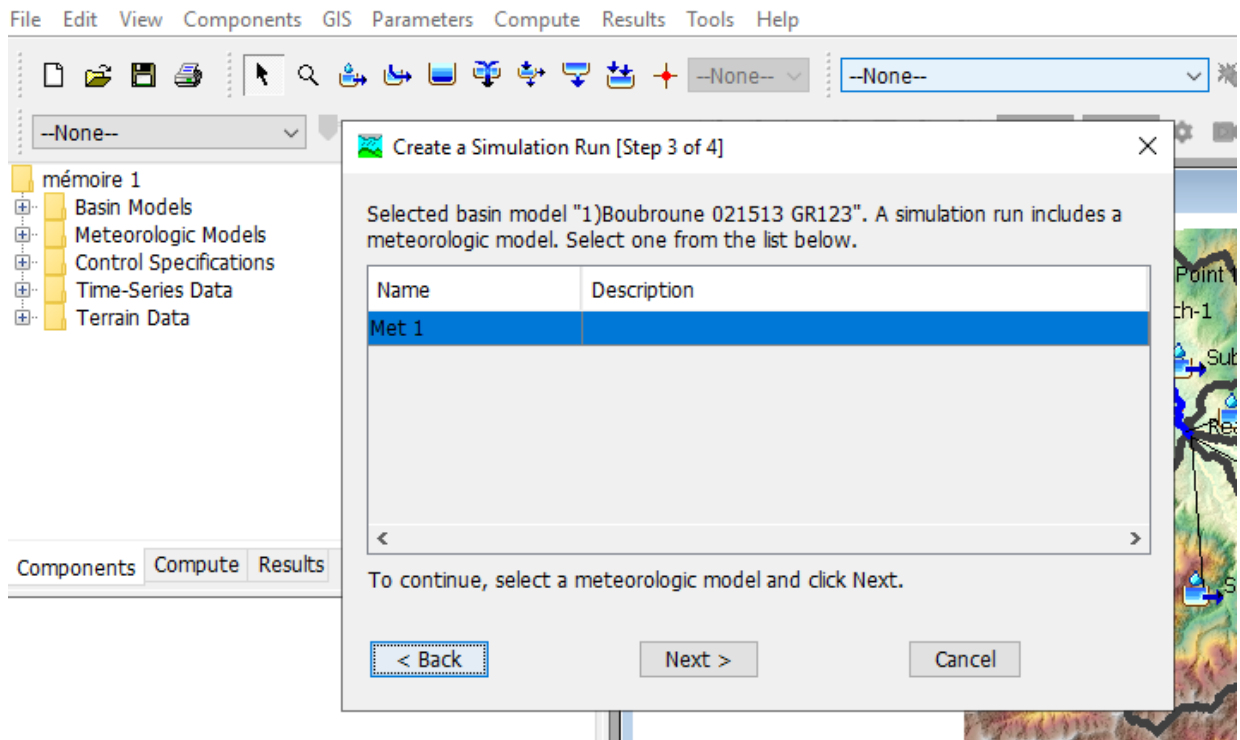 File Edit View Components GIS Parameters Compute Results Tools Help
--None--
--None--
--None--
Create a Simulation Run [Step 3 of 4]
mémoire 1
Basin Models
Meteorologic Models
Control Specifications
Time-Series Data
Terrain Data
Selected basin model "1)Boubroune 021513 GR123". A simulation run includes a
meteorologic model. Select one from the list below.
Name Description
Met 1
To continue, select a meteorologic model and click Next.
< Back Next > Cancel
Components Compute Results
Point